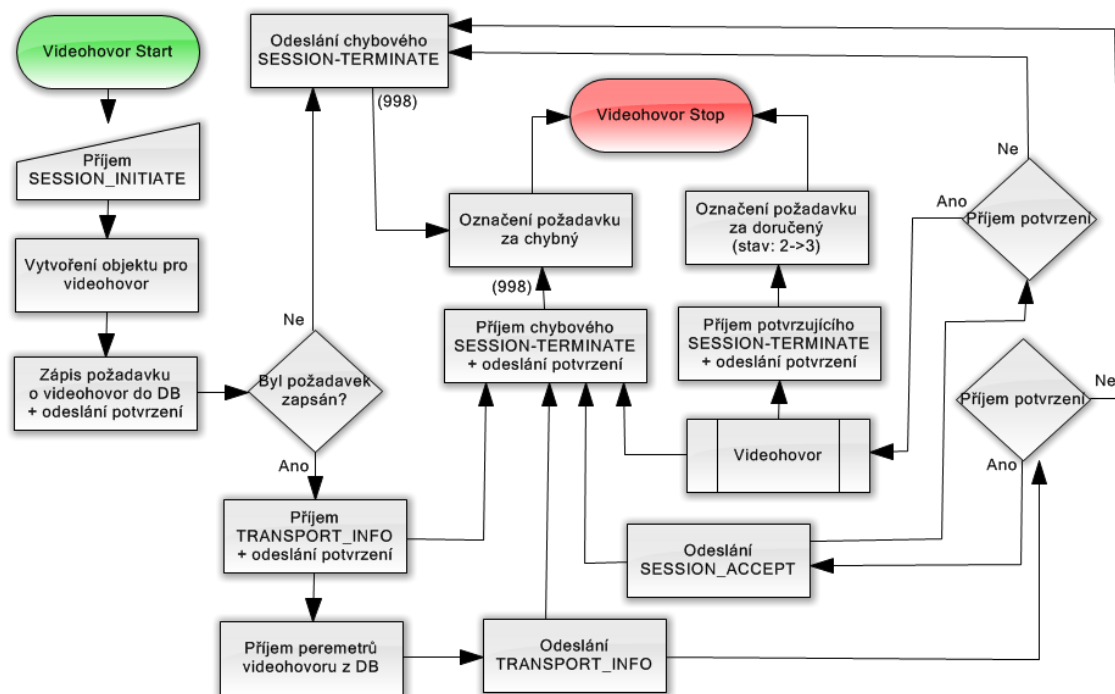 Videohovor Start
Příjem
SESSION_INITIATE
Vytvoření objektu pro
videohovor
Zápis požadavku
o videohovor do DB
+ odeslání potvrzení
Byl požadavek
zapsán?
Ne
Ano
Odeslání chybového
SESSION-TERMINATE
(998)
Videohovor Stop
Označení požadavku
za chybný
(998)
Označení požadavku
za doručený
(stav: 2->3)
Příjem chybového
SESSION-TERMINATE
+ odeslání potvrzení
Příjem potvrzujícího
SESSION-TERMINATE
+ odeslání potvrzení
Videohovor
Ne
Ano
Příjem potvrzení
Příjem potvrzení
Ne
Ano
Příjem
TRANSPORT_INFO
+ odeslání potvrzení
Odeslání
SESSION_ACCEPT
Příjem peremetrů
videohovoru z DB
Odeslání
TRANSPORT_INFO